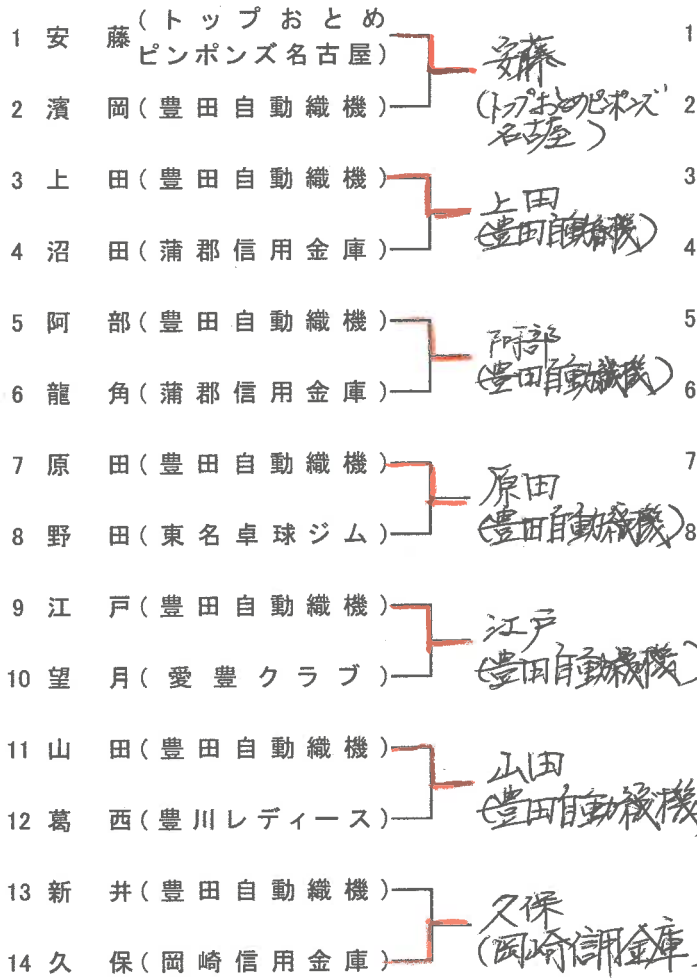 1 安 藤(トップおとめ
ピンポンズ名古屋)
安藤
(トップおとめピンポンズ
名古屋)
1
2 濱 岡(豊田自動織機)
2
3 上 田(豊田自動織機)
上田
(豊田自動織機)
3
4 沼 田(蒲郡信用金庫)
4
5 阿 部(豊田自動織機)
阿部
(豊田自動織機)
5
6 龍 角(蒲郡信用金庫)
6
7 原 田(豊田自動織機)
原田
(豊田自動織機)
7
8 野 田(東名卓球ジム)
8
9 江 戸(豊田自動織機)
江戸
(豊田自動織機)
10 望 月(愛豊クラブ)
11 山 田(豊田自動織機)
山田
(豊田自動織機)
12 葛 西(豊川レディース)
13 新 井(豊田自動織機)
久保
(岡崎信用金庫)
14 久 保(岡崎信用金庫)